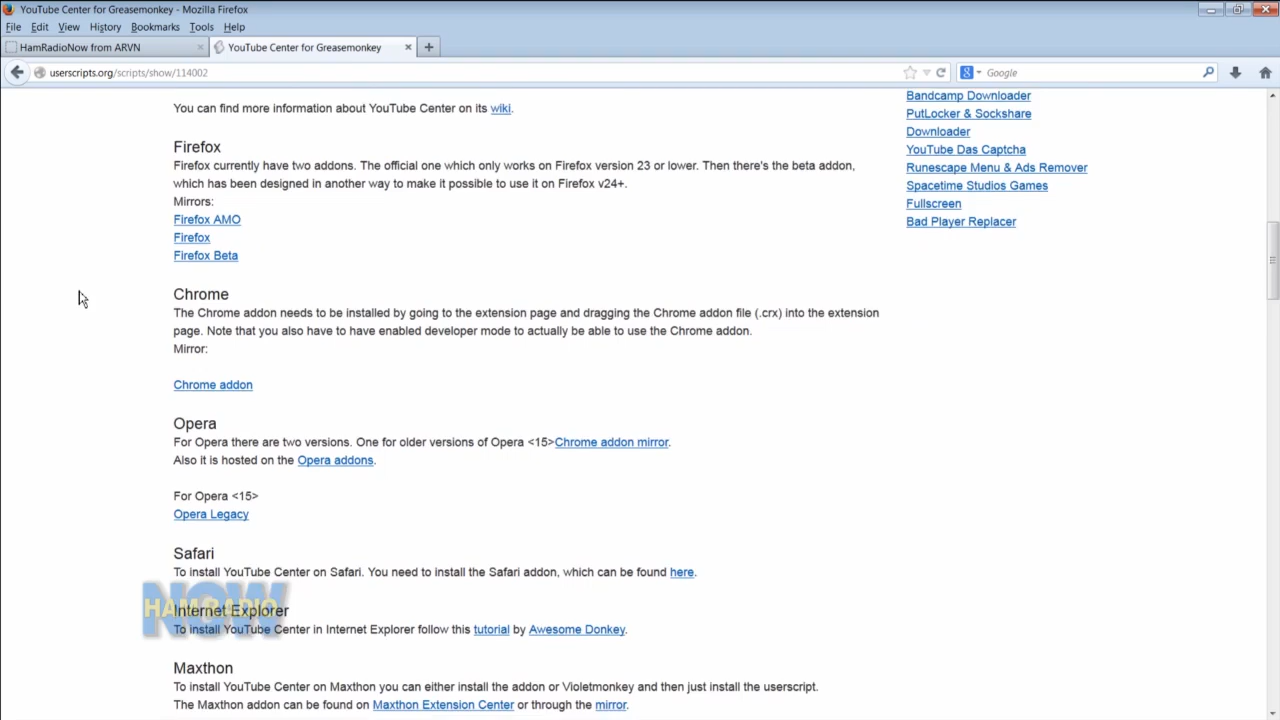 YouTube Center for Greasemonkey - Mozilla Firefox
File Edit View History Bookmarks Tools Help
HamRadioNow from ARVN
YouTube Center for Greasemonkey
userscripts.org/scripts/show/114002
Google
You can find more information about YouTube Center on its wiki.
Firefox
Firefox currently have two addons. The official one which only works on Firefox version 23 or lower. Then there's the beta addon,
which has been designed in another way to make it possible to use it on Firefox v24+.
Mirrors:
Firefox AMO
Firefox
Firefox Beta
Chrome
The Chrome addon needs to be installed by going to the extension page and dragging the Chrome addon file (.crx) into the extension
page. Note that you also have to have enabled developer mode to actually be able to use the Chrome addon.
Mirror:
Chrome addon
Opera
For Opera there are two versions. One for older versions of Opera <15>Chrome addon mirror.
Also it is hosted on the Opera addons.
For Opera <15>
Opera Legacy
Safari
To install YouTube Center on Safari. You need to install the Safari addon, which can be found here.
Internet Explorer
To install YouTube Center in Internet Explorer follow this tutorial by Awesome Donkey.
Maxthon
To install YouTube Center on Maxthon you can either install the addon or Violetmonkey and then just install the userscript.
The Maxthon addon can be found on Maxthon Extension Center or through the mirror.
Bandcamp Downloader
PutLocker & Sockshare
Downloader
YouTube Das Captcha
Runescape Menu & Ads Remover
Spacetime Studios Games
Fullscreen
Bad Player Replacer
HAM RADIO
NOW